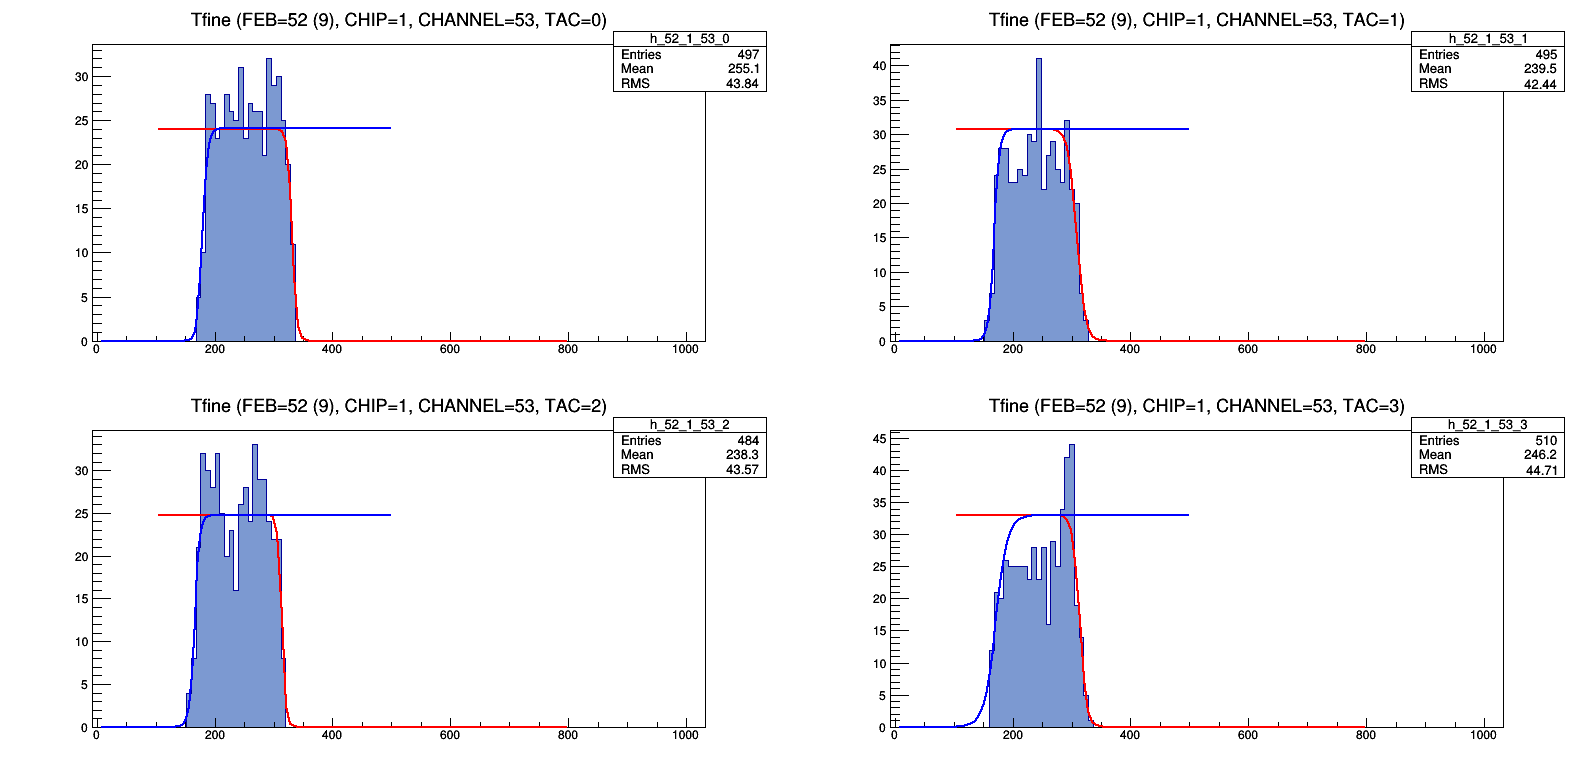 Tfine (FEB=52 (9), CHIP=1, CHANNEL=53, TAC=0)
h_52_1_53_0
Entries 497
Mean 255.1
RMS 43.84
30
25
20
15
10
5
0
0 200 400 600 800 1000
Tfine (FEB=52 (9), CHIP=1, CHANNEL=53, TAC=1)
h_52_1_53_1
Entries 495
Mean 239.5
RMS 42.44
40
35
30
25
20
15
10
5
0
0 200 400 600 800 1000
Tfine (FEB=52 (9), CHIP=1, CHANNEL=53, TAC=2)
h_52_1_53_2
Entries 484
Mean 238.3
RMS 43.57
30
25
20
15
10
5
0
0 200 400 600 800 1000
Tfine (FEB=52 (9), CHIP=1, CHANNEL=53, TAC=3)
h_52_1_53_3
Entries 510
Mean 246.2
RMS 44.71
45
40
35
30
25
20
15
10
5
0
0 200 400 600 800 1000